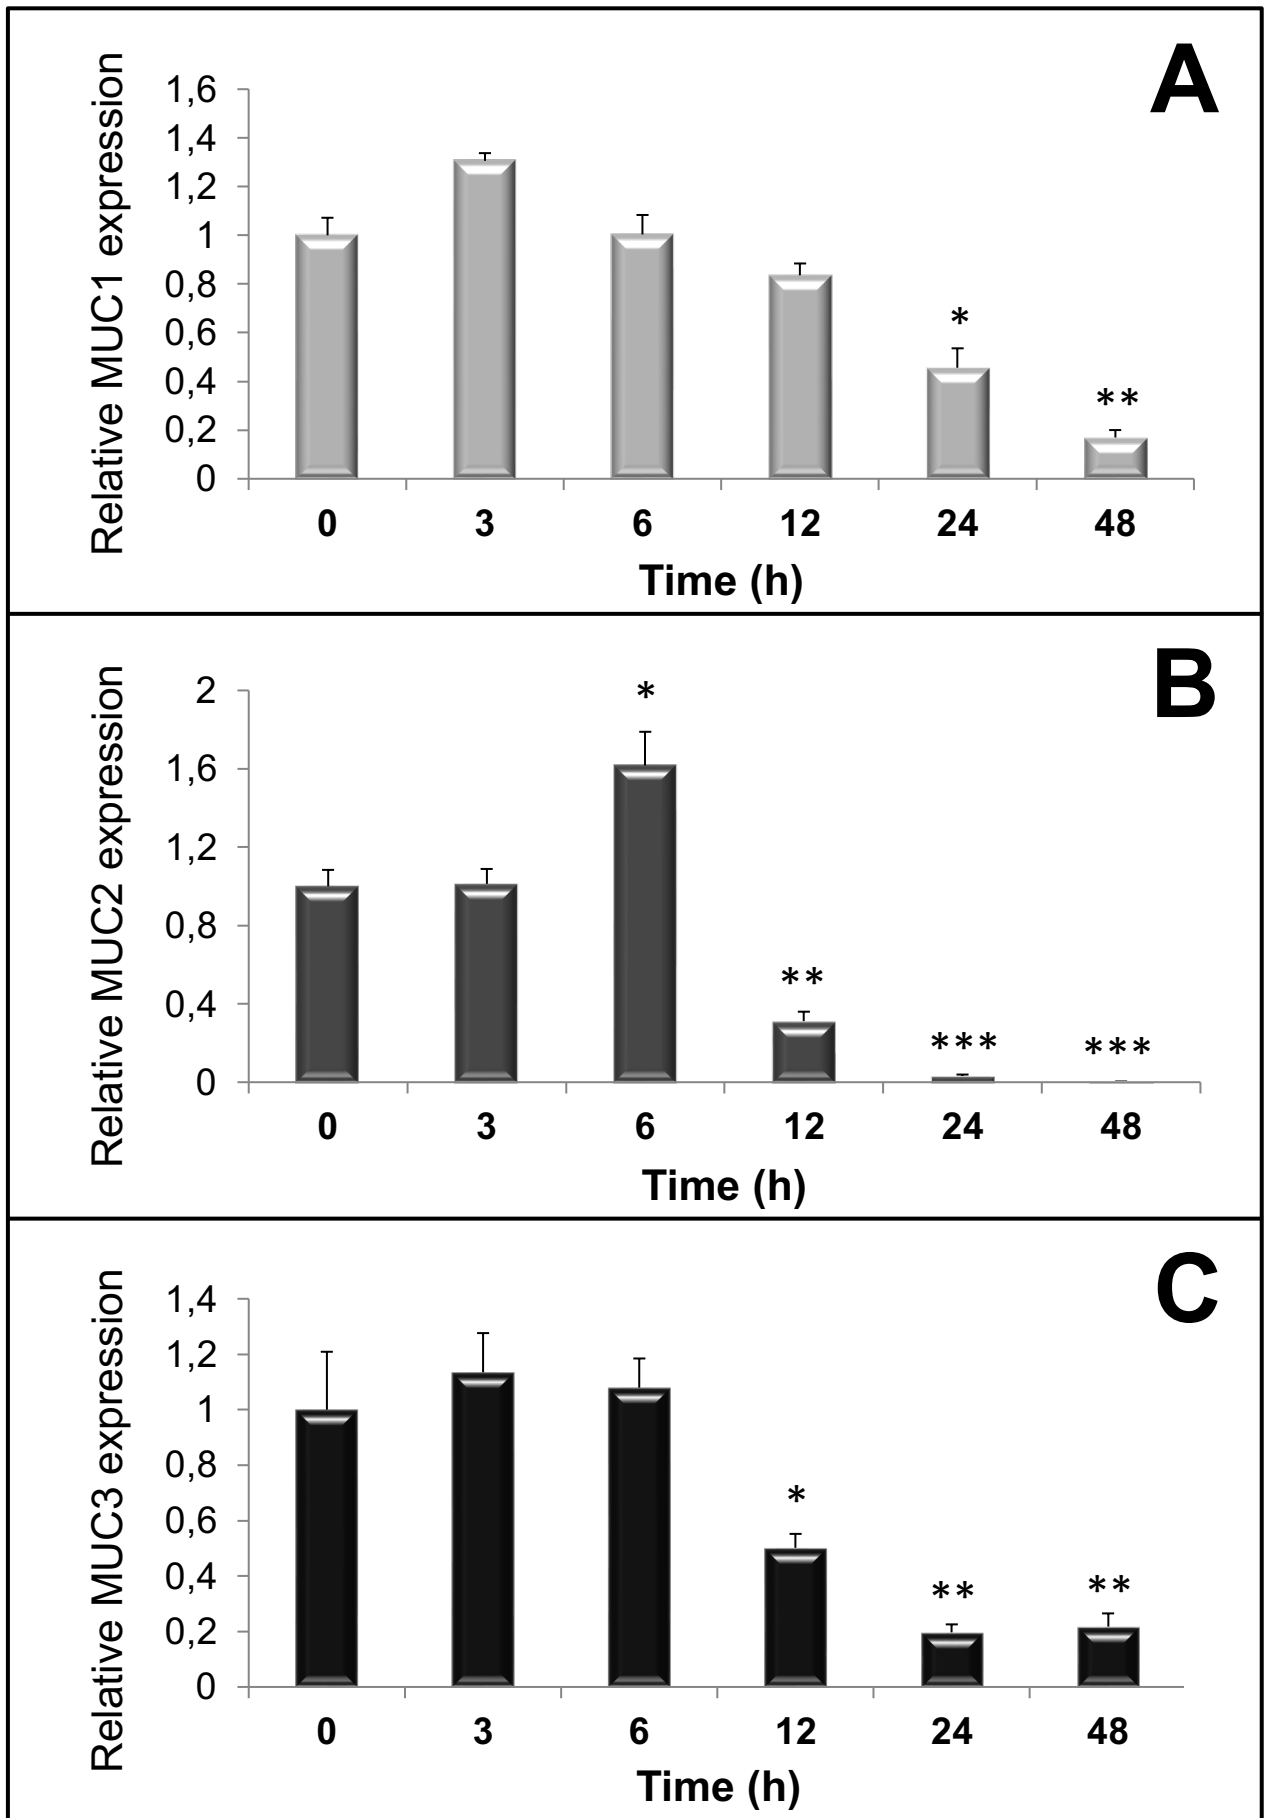 A
Relative MUC1 expression
1,6
1,4
1,2
1
0,8
0,6
0,4
0,2
0
*
**
0 3 6 12 24 48
Time (h)
B
Relative MUC2 expression
2
1,6
1,2
0,8
0,4
0
*
**
***
***
0 3 6 12 24 48
Time (h)
C
Relative MUC3 expression
1,4
1,2
1
0,8
0,6
0,4
0,2
0
*
**
**
0 3 6 12 24 48
Time (h)